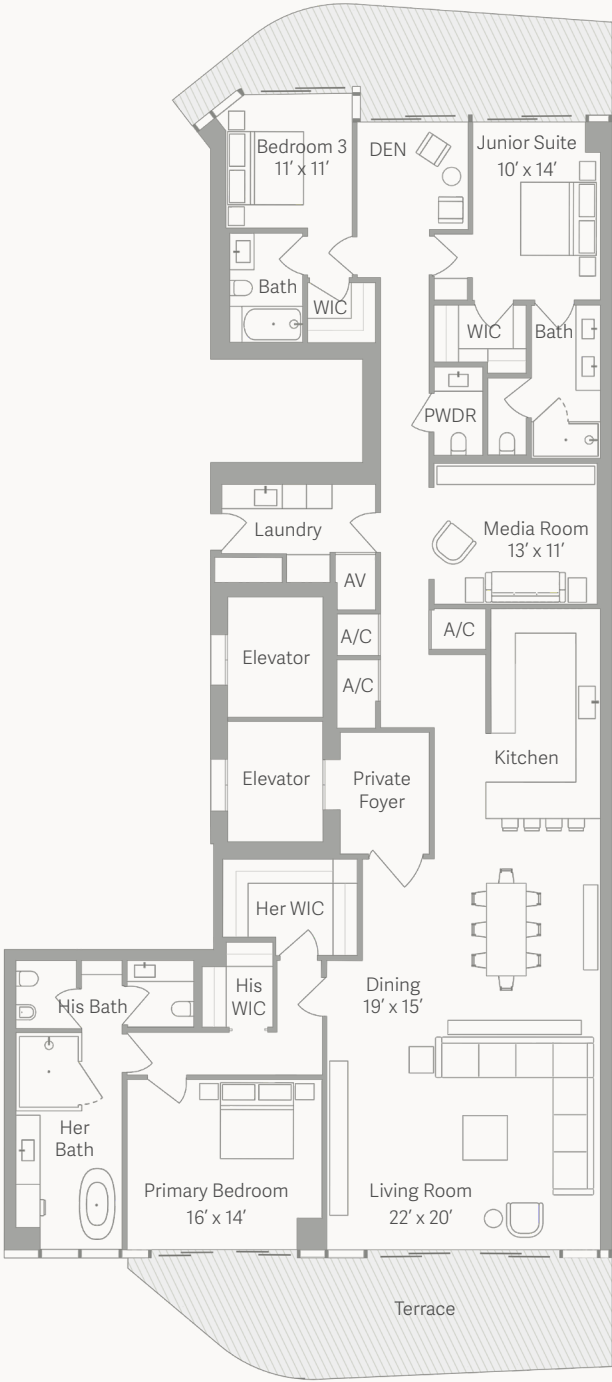 Bedroom 3
11’ x 11’
DEN
Junior Suite
10’ x 14’
Bath
WIC
WIC
Bath
PWDR
Laundry
Media Room
13’ x 11’
AV
A/C
A/C
A/C
Elevator
Elevator
Private
Foyer
Kitchen
Her WIC
His
WIC
His Bath
Dining
19’ x 15’
Her
Bath
Primary Bedroom
16’ x 14’
Living Room
22’ x 20’
Terrace